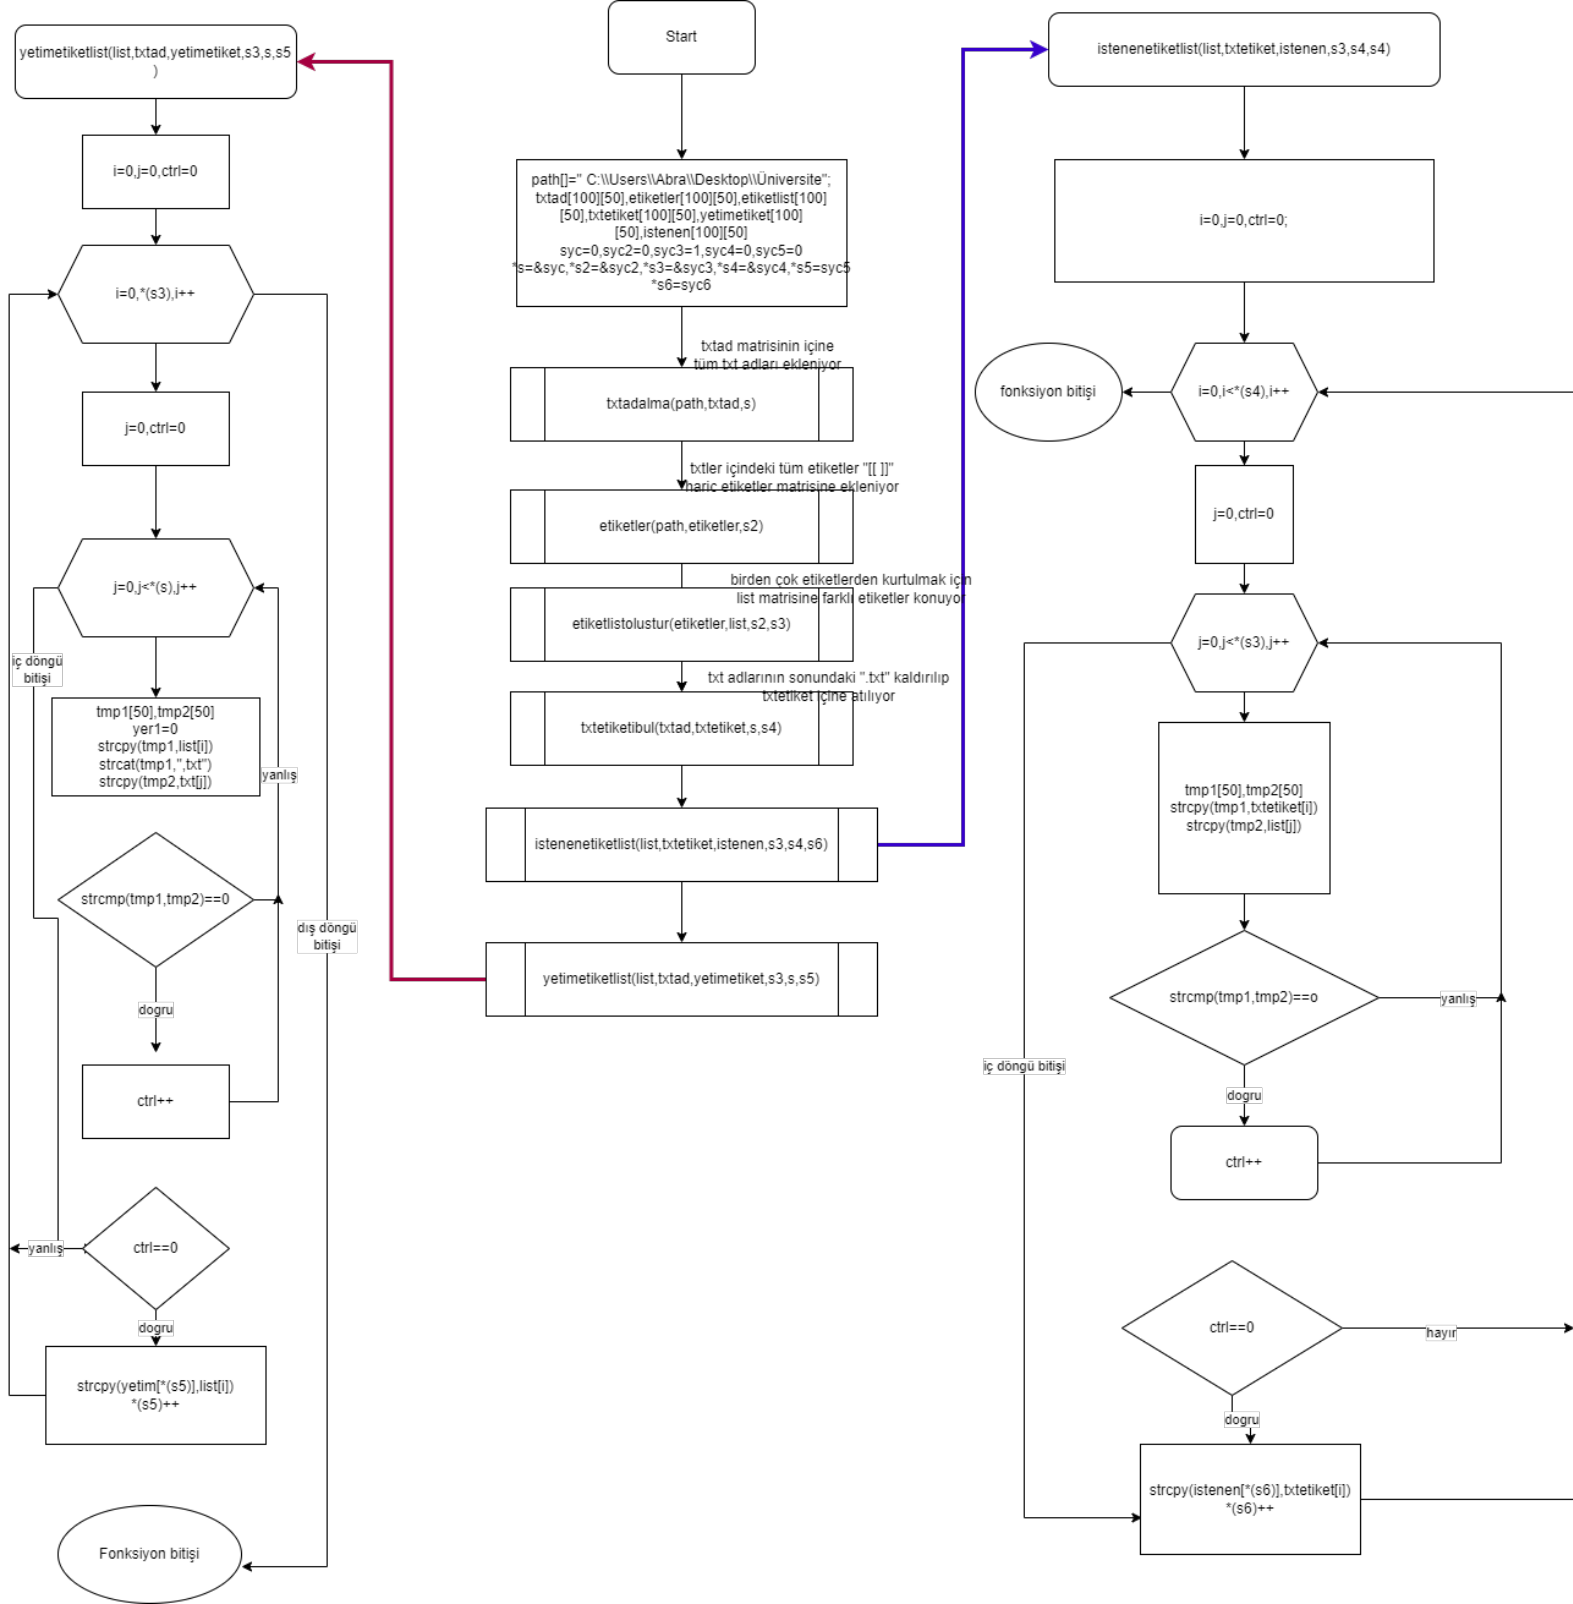 yetimetiketlist(list,txtad,yetimetiket,s3,s,s5
)
i=0,j=0,ctrl=0
i=0,*(s3),i++
j=0,ctrl=0
j=0,j<*(s),j++
iç döngü
bitişi
tmp1[50],tmp2[50]
yer1=0
strcpy(tmp1,list[i])
strcat(tmp1,",txt")
strcpy(tmp2,txt[j])
yanlış
strcmp(tmp1,tmp2)==0
dış döngü
bitişi
dogru
ctrl++
ctrl==0
yanlış
dogru
strcpy(yetim[*(s5)],list[i])
*(s5)++
Fonksiyon bitişi
Start
path[]=" C:\\Users\\Abra\\Desktop\\Üniversite";
txtad[100][50],etiketler[100][50],etiketlist[100]
[50],txtetiket[100][50],yetimetiket[100]
[50],istenen[100][50]
syc=0,syc2=0,syc3=1,syc4=0,syc5=0
*s=&syc,*s2=&syc2,*s3=&syc3,*s4=&syc4,*s5=syc5
*s6=syc6
txtad matrisinin içine
tüm txt adları ekleniyor
txtadalma(path,txtad,s)
txtler içindeki tüm etiketler "[[ ]]"
haric etiketler matrisine ekleniyor
etiketler(path,etiketler,s2)
birden çok etiketlerden kurtulmak için
list matrisine farklı etiketler konuyor
etiketlistolustur(etiketler,list,s2,s3)
txt adlarının sonundaki ".txt" kaldırılıp
txtetiket içine atılıyor
txtetiketibul(txtad,txtetiket,s,s4)
istenenetiketlist(list,txtetiket,istenen,s3,s4,s6)
yetimetiketlist(list,txtad,yetimetiket,s3,s,s5)
istenenetiketlist(list,txtetiket,istenen,s3,s4,s4)
i=0,j=0,ctrl=0;
fonksiyon bitişi
i=0,i<*(s4),i++
j=0,ctrl=0
j=0,j<*(s3),j++
tmp1[50],tmp2[50]
strcpy(tmp1,txtetiket[i])
strcpy(tmp2,list[j])
strcmp(tmp1,tmp2)==o
yanlış
iç döngü bitişi
dogru
ctrl++
ctrl==0
hayır
dogru
strcpy(istenen[*(s6)],txtetiket[i])
*(s6)++